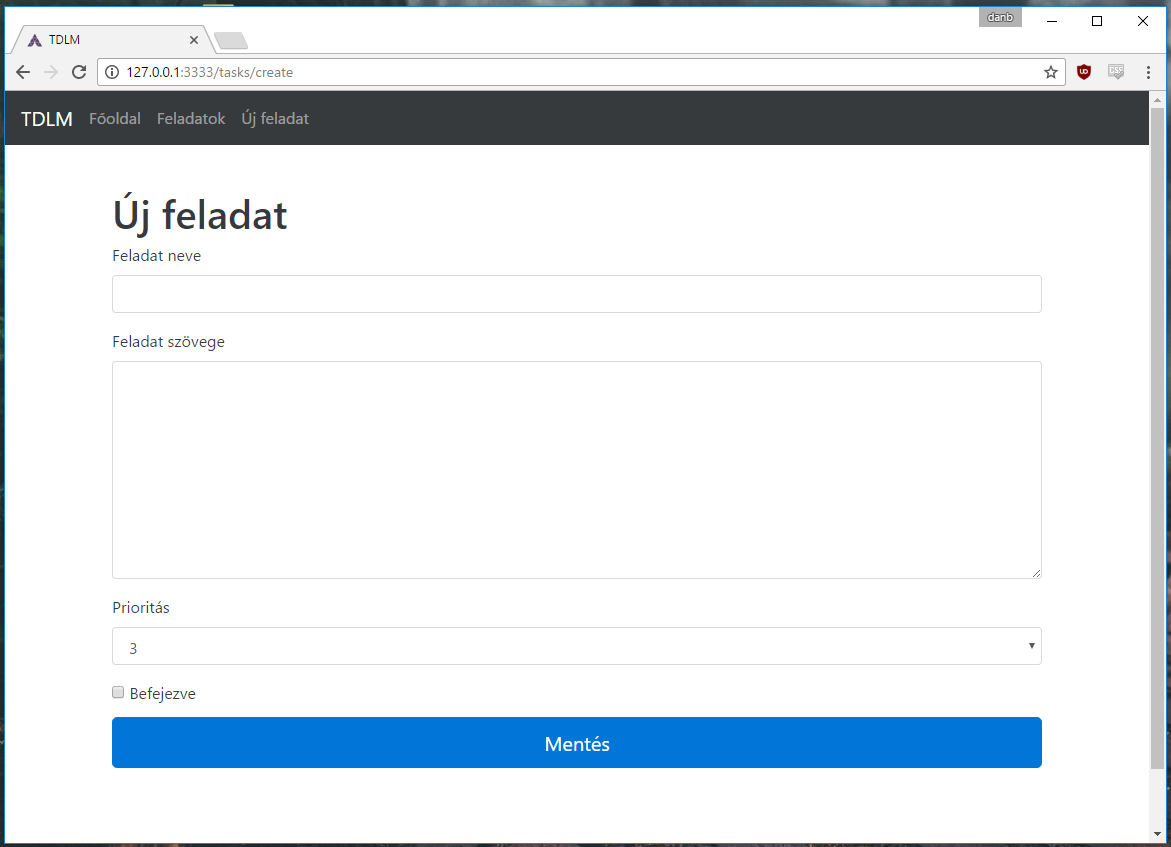 danb
TDLM
127.0.0.1:3333/tasks/create
TDLM Főoldal Feladatok Új feladat
Új feladat
Feladat neve
Feladat szövege
Prioritás
3
Befejezve
Mentés